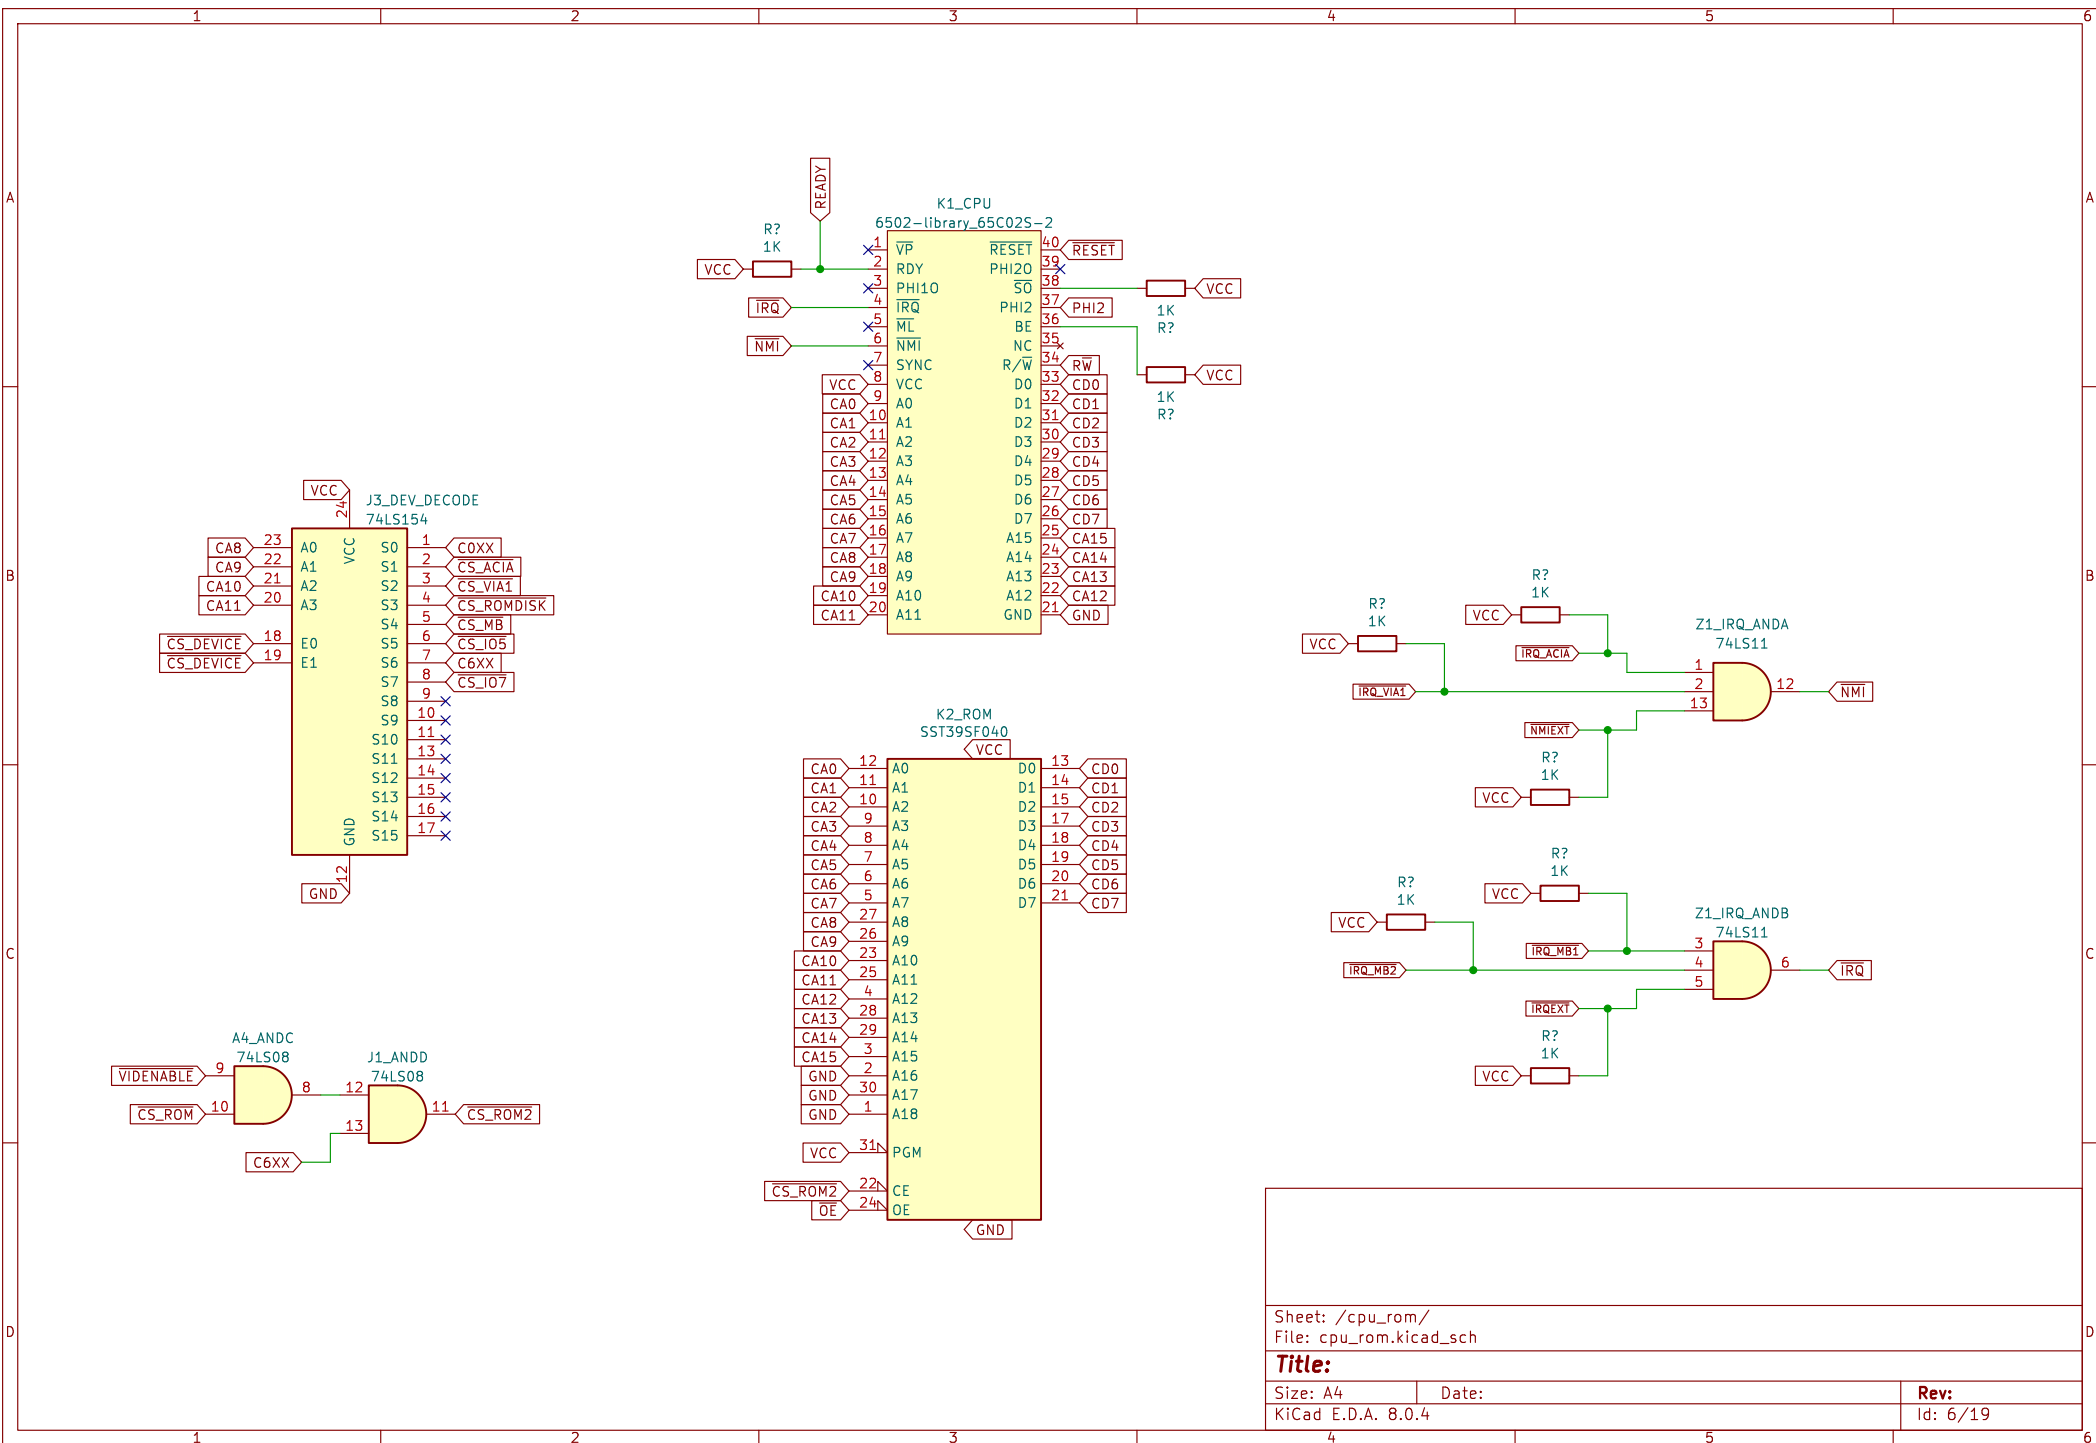 1 2 3 4 5 6
A A
B B
C C
D D
1 2 3 4 5 6
READY
K1_CPU
6502-library_65C02S-2
R?
1K
VCC
IRQ
NMI
1 VP RESET 40 RESET
2 RDY PHI2O 39
3 PHI1O SO 38
4 IRQ PHI2 37 PHI2
5 ML BE 36
6 NMI NC 35
7 SYNC R/W 34 RW
VCC 8 VCC D0 33 CD0
CA0 9 A0 D1 32 CD1
CA1 10 A1 D2 31 CD2
CA2 11 A2 D3 30 CD3
CA3 12 A3 D4 29 CD4
CA4 13 A4 D5 28 CD5
CA5 14 A5 D6 27 CD6
CA6 15 A6 D7 26 CD7
CA7 16 A7 A15 25 CA15
CA8 17 A8 A14 24 CA14
CA9 18 A9 A13 23 CA13
CA10 19 A10 A12 22 CA12
CA11 20 A11 GND 21 GND
VCC
1K
R?
VCC
1K
R?
VCC
24
J3_DEV_DECODE
74LS154
VCC
CA8 23 A0 S0 1 C0XX
CA9 22 A1 S1 2 CS_ACIA
CA10 21 A2 S2 3 CS_VIA1
CA11 20 A3 S3 4 CS_ROMDISK
S4 5 CS_MB
CS_DEVICE 18 E0 S5 6 CS_IO5
CS_DEVICE 19 E1 S6 7 C6XX
S7 8 CS_IO7
S8 9
S9 10
S10 11
S11 13
S12 14
S13 15
S14 16
S15 17
GND
12
GND
K2_ROM
SST39SF040
VCC
CA0 12 A0 D0 13 CD0
CA1 11 A1 D1 14 CD1
CA2 10 A2 D2 15 CD2
CA3 9 A3 D3 17 CD3
CA4 8 A4 D4 18 CD4
CA5 7 A5 D5 19 CD5
CA6 6 A6 D6 20 CD6
CA7 5 A7 D7 21 CD7
CA8 27 A8
CA9 26 A9
CA10 23 A10
CA11 25 A11
CA12 4 A12
CA13 28 A13
CA14 29 A14
CA15 3 A15
GND 2 A16
GND 30 A17
GND 1 A18
VCC 31 PGM
CS_ROM2 22 CE
OE 24 OE
GND
R?
1K
VCC
R?
1K
VCC
IRQ_ACIA
IRQ_VIA1
NMIEXT
R?
1K
VCC
Z1_IRQ_ANDA
74LS11
1
2
13
12 NMI
R?
1K
VCC
R?
1K
VCC
IRQ_MB1
IRQ_MB2
IRQEXT
R?
1K
VCC
Z1_IRQ_ANDB
74LS11
3
4
5
6 IRQ
A4_ANDC
74LS08
VIDENABLE 9
CS_ROM 10
8
J1_ANDD
74LS08
12
13
11 CS_ROM2
C6XX
Sheet: /cpu_rom/
File: cpu_rom.kicad_sch
Title:
Size: A4 Date: Rev:
KiCad E.D.A. 8.0.4 Id: 6/19